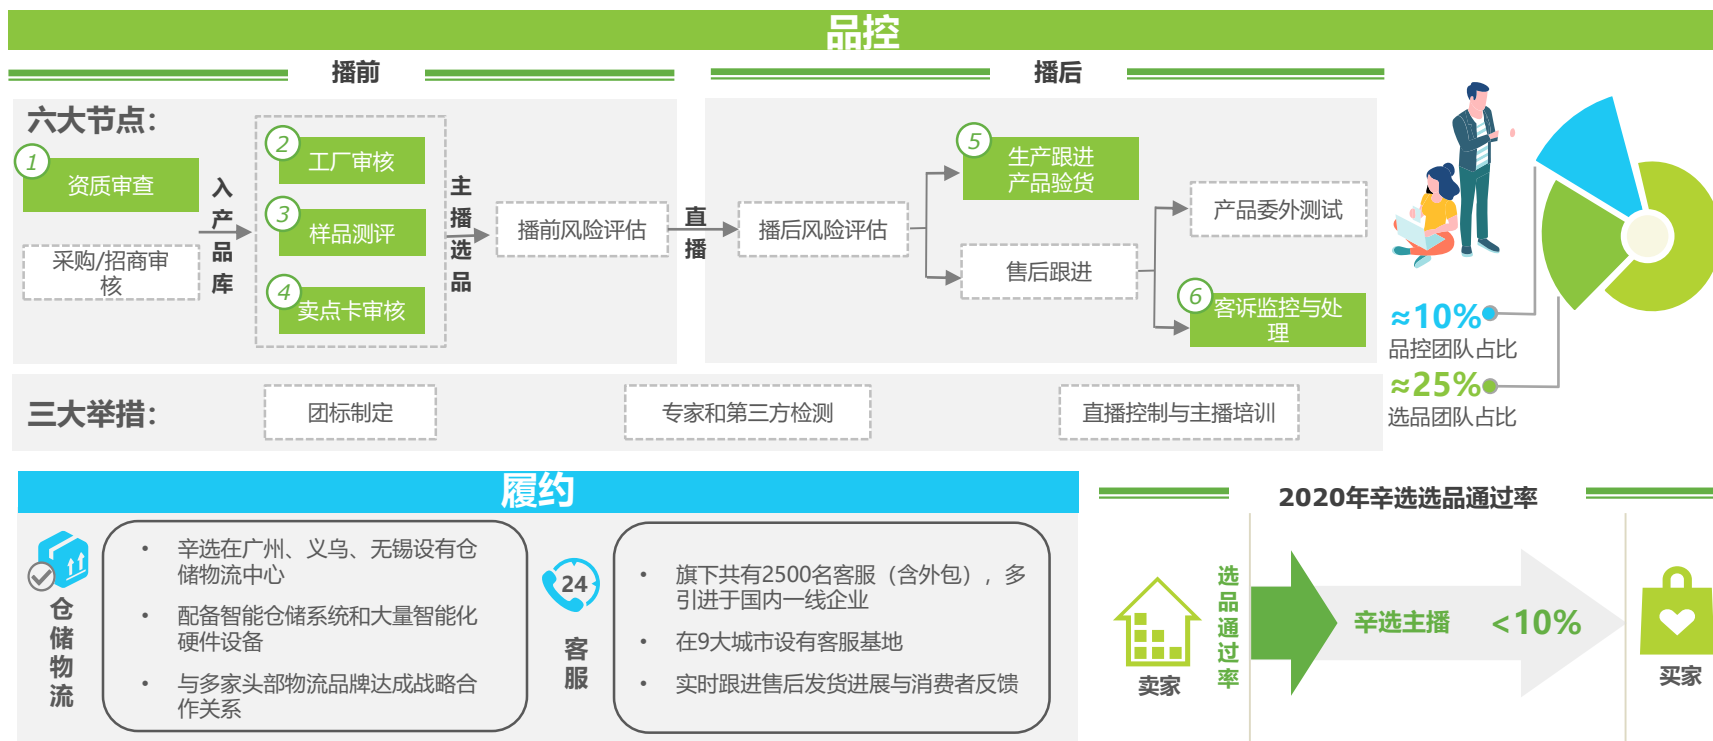 品控
播前
播后
六大节点：
1
资质审查
采购/招商审
核
入
产
品
库
2
工厂审核
3
样品测评
4
卖点卡审核
主
播
选
品
播前风险评估
直
播
播后风险评估
5
生产跟进
产品验货
售后跟进
产品委外测试
6
客诉监控与处
理
≈10%
品控团队占比
≈25%
选品团队占比
三大举措：
团标制定
专家和第三方检测
直播控制与主播培训
履约
仓
储
物
流
• 辛选在广州、义乌、无锡设有仓
储物流中心
• 配备智能仓储系统和大量智能化
硬件设备
• 与多家头部物流品牌达成战略合
作关系
24
客
服
• 旗下共有2500名客服（含外包），多
引进于国内一线企业
• 在9大城市设有客服基地
• 实时跟进售后发货进展与消费者反馈
2020年辛选选品通过率
卖家
选
品
通
过
率
辛选主播
<10%
买家